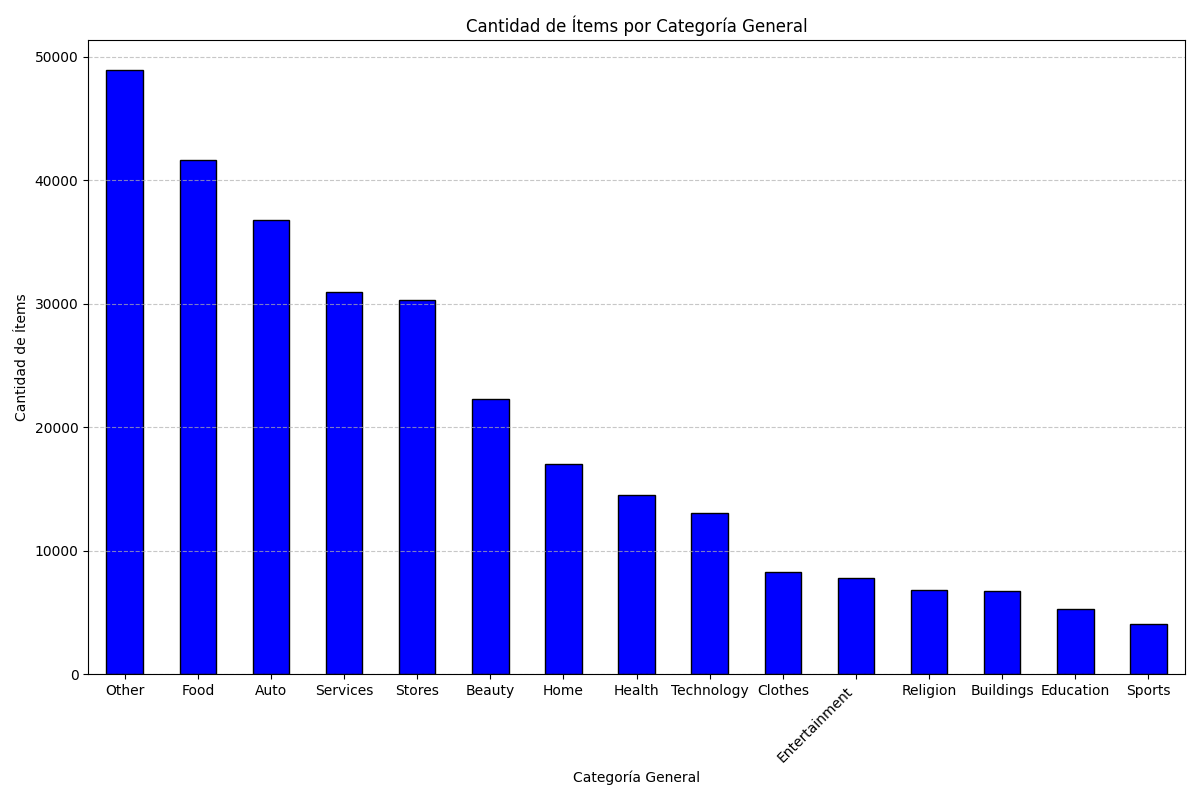 Cantidad de Ítems por Categoría General
Cantidad de Ítems
50000
40000
30000
20000
10000
0
Other Food Auto Services Stores Beauty Home Health Technology Clothes Entertainment Religion Buildings Education Sports
Categoría General